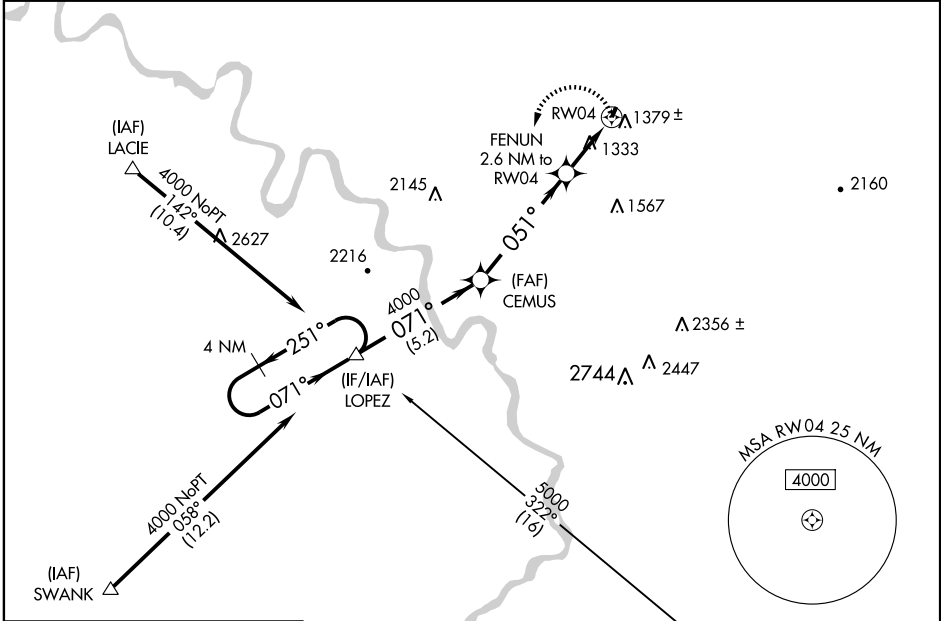 RW04
1379 ±
1333
FENUN
2.6 NM to
RW04
(IAF)
LACIE
4000 NoPT
142°
(10.4)
2627
2145
2160
1567
051°
2216
(FAF)
CEMUS
4000
071°
(5.2)
4 NM
251°
071°
(IF/IAF)
LOPEZ
2356 ±
2744
2447
MSA RW04 25 NM
4000
5000
322°
(16)
4000 NoPT
058°
(12.2)
(IAF)
SWANK